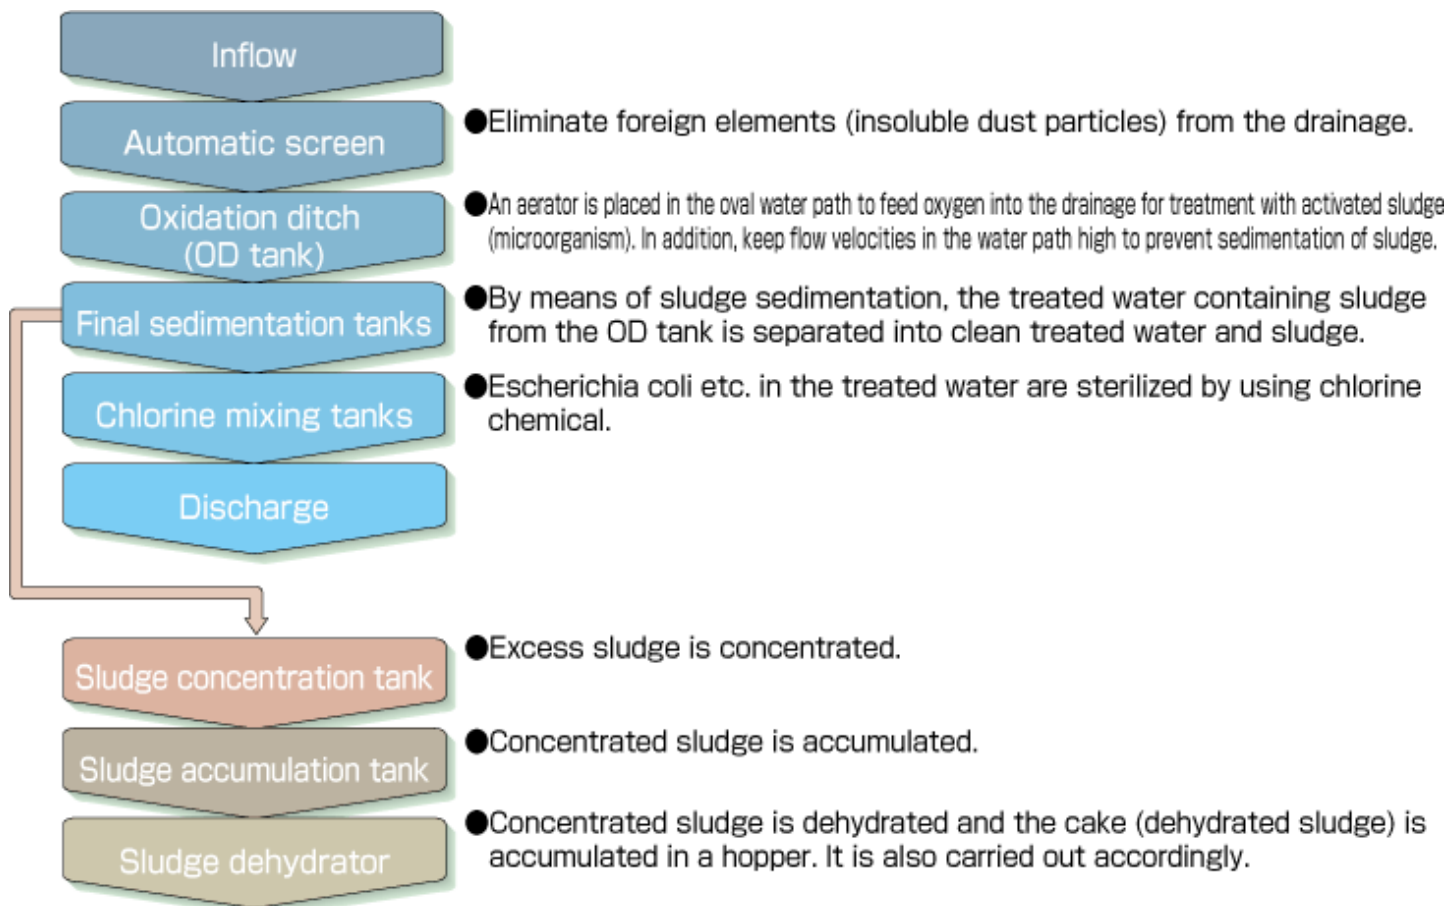 Inflow
Automatic screen
●Eliminate foreign elements (insoluble dust particles) from the drainage.
Oxidation ditch
(OD tank)
●An aerator is placed in the oval water path to feed oxygen into the drainage for treatment with activated sludge
(microorganism). In addition, keep flow velocities in the water path high to prevent sedimentation of sludge.
Final sedimentation tanks
●By means of sludge sedimentation, the treated water containing sludge
from the OD tank is separated into clean treated water and sludge.
Chlorine mixing tanks
●Escherichia coli etc. in the treated water are sterilized by using chlorine
chemical.
Discharge
Sludge concentration tank
●Excess sludge is concentrated.
Sludge accumulation tank
●Concentrated sludge is accumulated.
Sludge dehydrator
●Concentrated sludge is dehydrated and the cake (dehydrated sludge) is
accumulated in a hopper. It is also carried out accordingly.